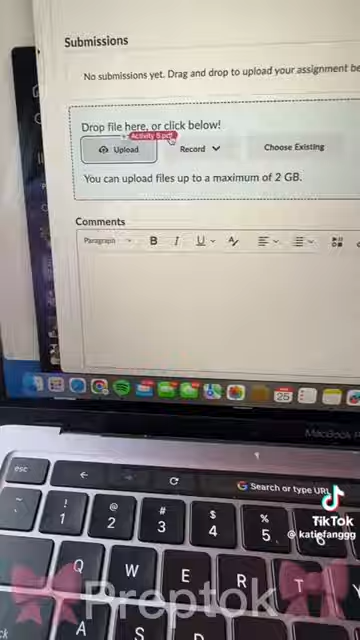 Submissions
No submissions yet. Drag and drop to upload your assignment be
Drop file here, or click below!
Activity 5.pdf
Upload
Record
Choose Existing
You can upload files up to a maximum of 2 GB.
Comments
Paragraph
B I U A
25
MacBook P
esc
G Search or type URL
TikTok
@ katiefanggg
~
! 1
@ 2
# 3
$ 4
% 5
6
Q W E R T Y
Preptok
A S D